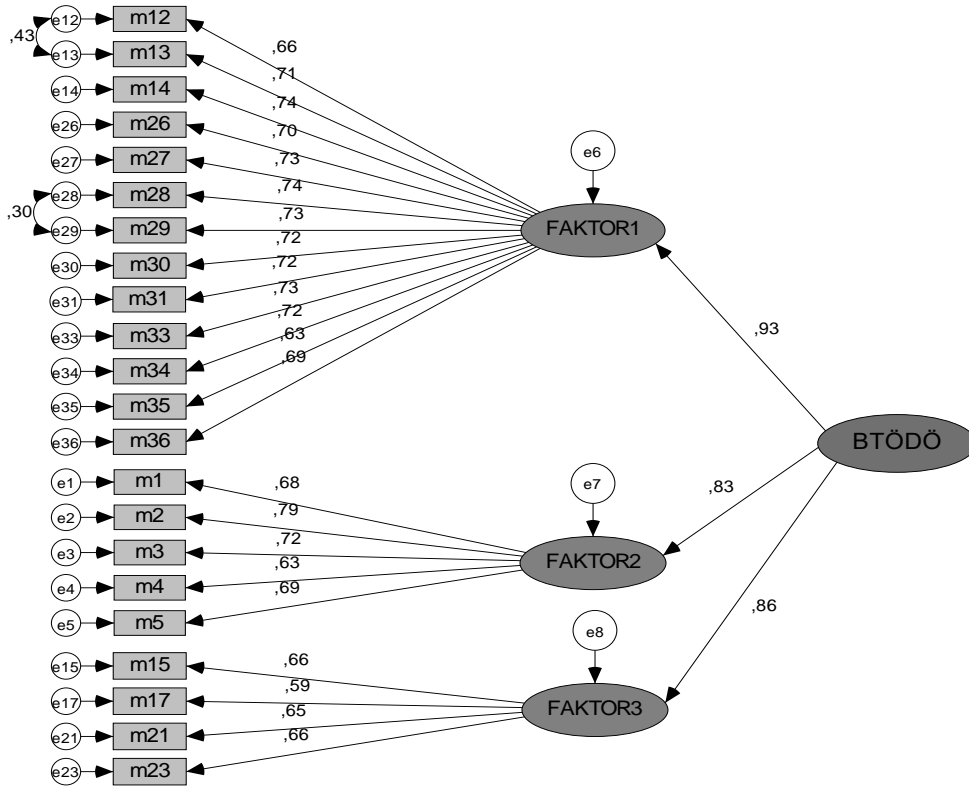 e12 m12
,43
e13 m13
e14 m14
e26 m26
e27 m27
e28 m28
,30
e29 m29
e30 m30
e31 m31
e33 m33
e34 m34
e35 m35
e36 m36
,66
,71
,74
,70
,73
,74
,73
,72
,72
,73
,72
,63
,69
e6
FAKTOR1
,93
BTÖDÖ
e1 m1
e2 m2
e3 m3
e4 m4
e5 m5
,68
,79
,72
,63
,69
e7
FAKTOR2
,83
e15 m15
e17 m17
e21 m21
e23 m23
,66
,59
,65
,66
e8
FAKTOR3
,86